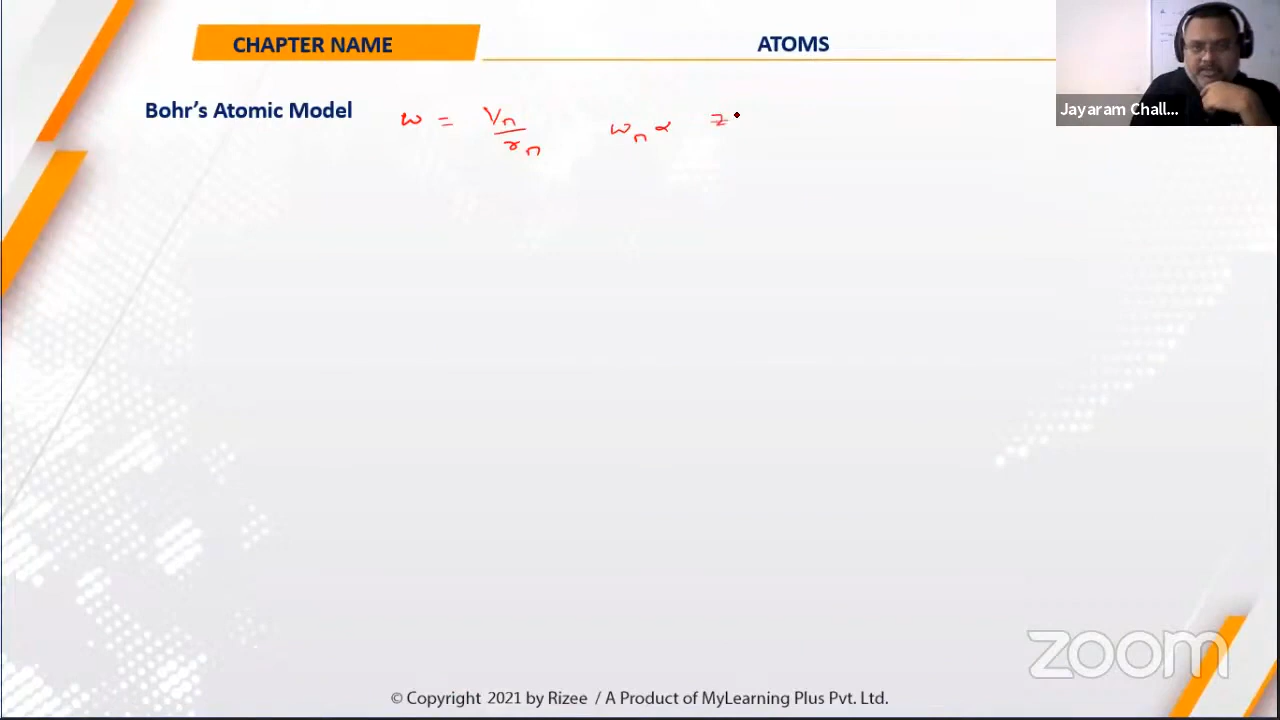 CHAPTER NAME
ATOMS
Jayaram Chall...
Bohr's Atomic Model
ω = Vn/rn ωn ∝ z
zoom
© Copyright 2021 by Rizee / A Product of MyLearning Plus Pvt. Ltd.